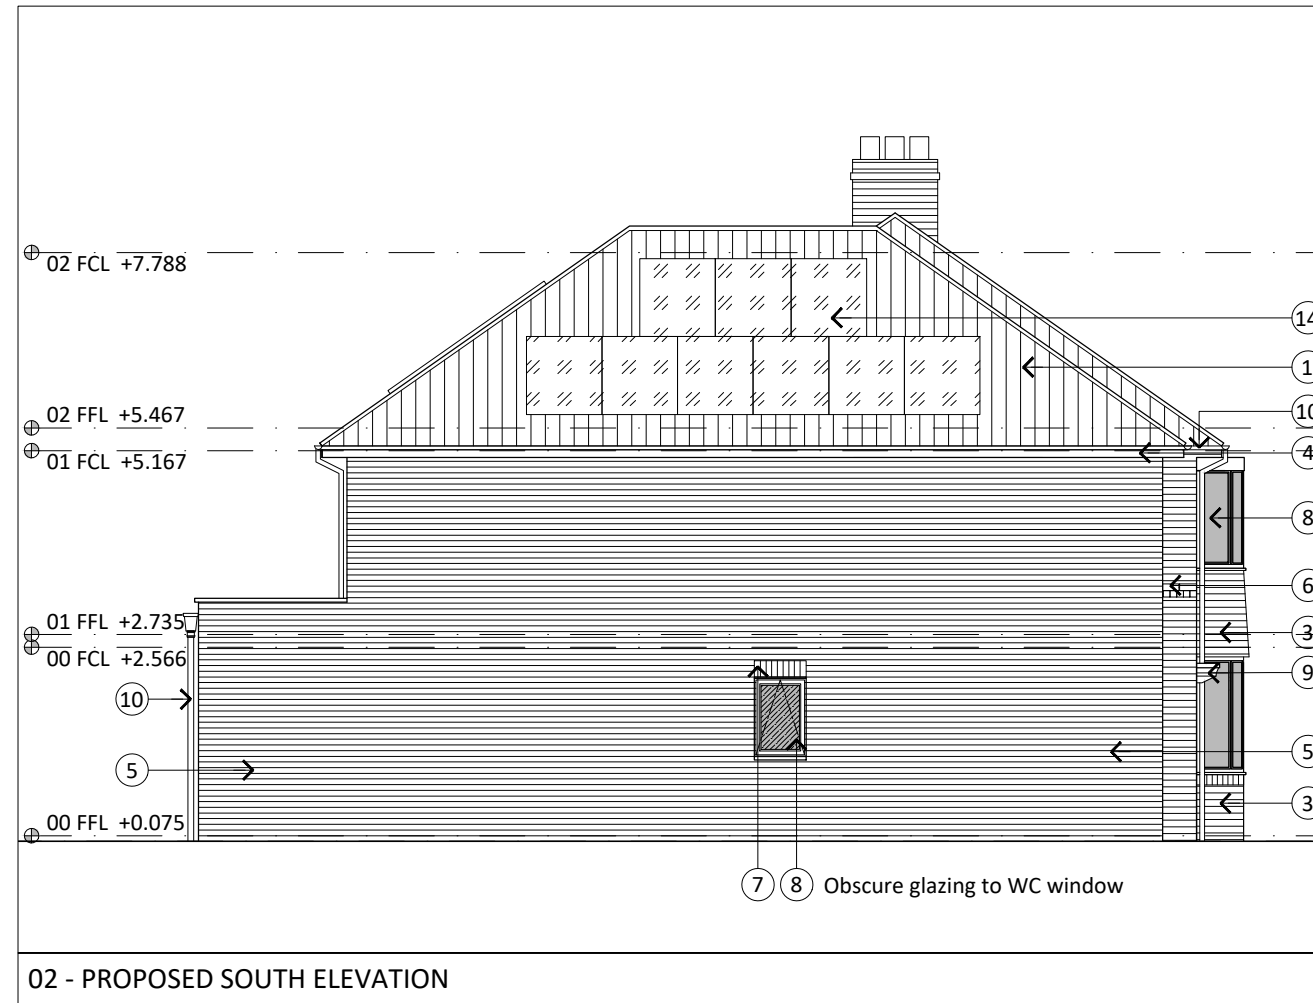 02 FCL +7.788
14
1
02 FFL +5.467
10
01 FCL +5.167
4
8
6
01 FFL +2.735
3
00 FCL +2.566
9
10
5
5
3
00 FFL +0.075
7 8 Obscure glazing to WC window
02 - PROPOSED SOUTH ELEVATION